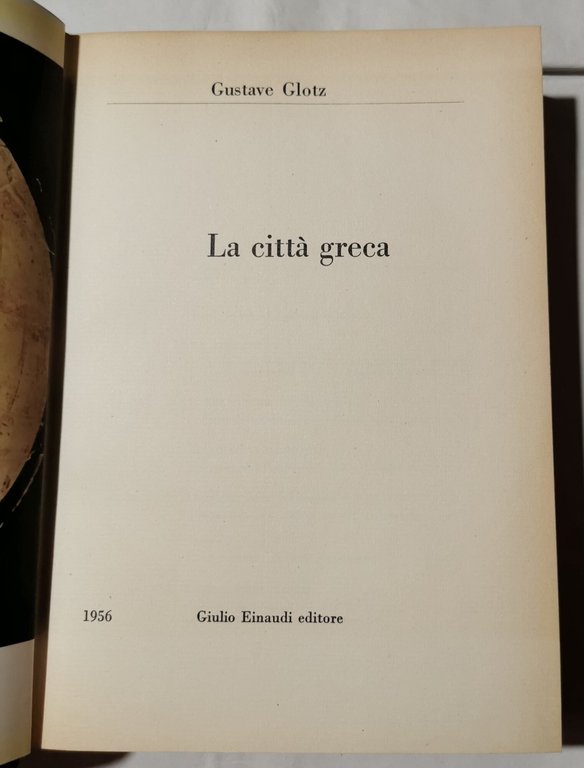 Gustave Glotz
La città greca
1956 Giulio Einaudi editore